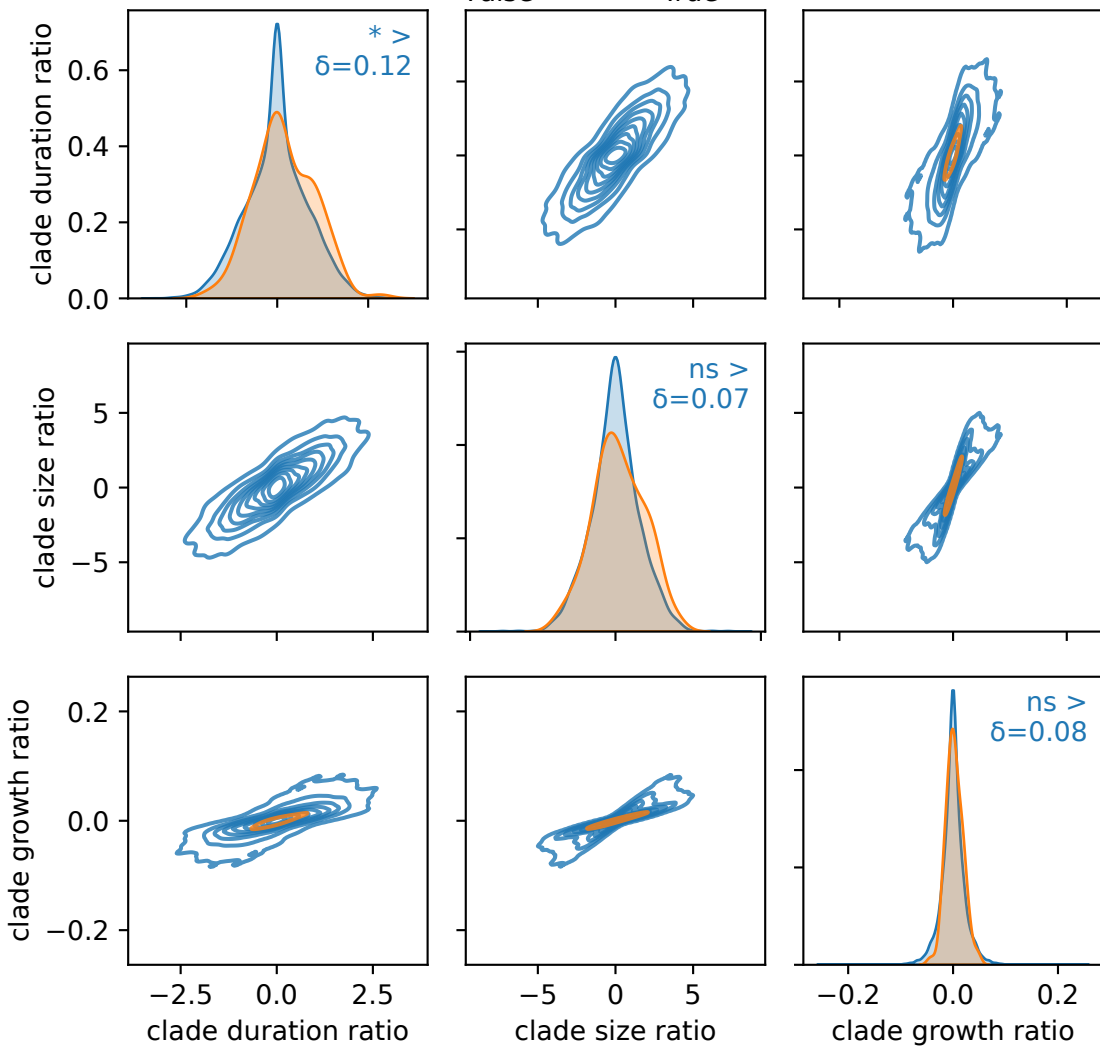 * >
δ=0.12
clade duration ratio
0.6
0.4
0.2
0.0
ns >
δ=0.07
clade size ratio
5
0
−5
ns >
δ=0.08
clade growth ratio
0.2
0.0
−0.2
−2.5 0.0 2.5
−5 0 5
−0.2 0.0 0.2
clade duration ratio
clade size ratio
clade growth ratio